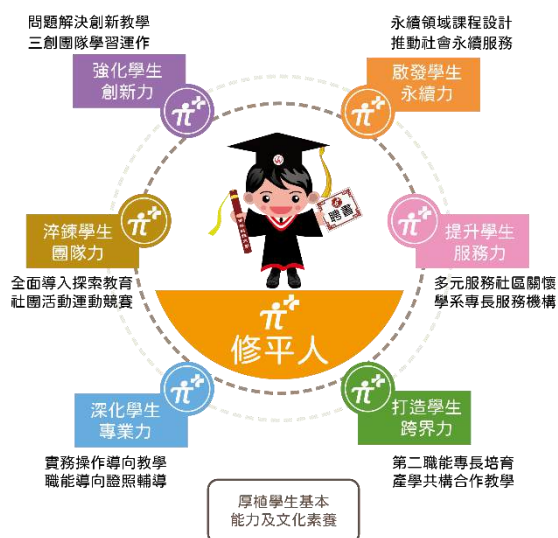 問題解決創新教學
三創團隊學習運作
強化學生
創新力
永續領域課程設計
推動社會永續服務
啟發學生
永續力
淬鍊學生
團隊力
全面導入探索教育
社團活動運動競賽
提升學生
服務力
多元服務社區關懷
學系專長服務機構
聘書
π+
修平人
深化學生
專業力
實務操作導向教學
職能導向證照輔導
打造學生
跨界力
第二職能專長培育
產學共構合作教學
厚植學生基本
能力及文化素養